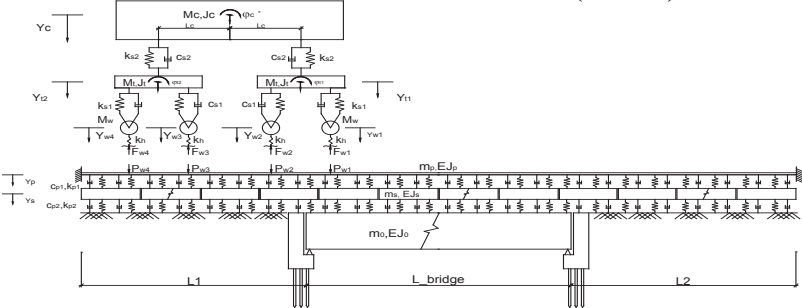 Mc,Jc φc
Yc
Lc Lc
ks2 cs2 ks2 cs2
Mt,Jt φt2 Mt,Jt φt1
Yt2 Yt1
ks1 cs1 cs1 ks1
Mw
Yw4 Yw3 Yw2 Yw1
kh kh kh kh
Fw4 Fw3 Fw2 Fw1
Pw4 Pw3 Pw2 Pw1
mp,EJp
Yp
cp1,kp1
ms,EJs
Ys
cp2,kp2
m0,EJ0
L1 L_bridge L2